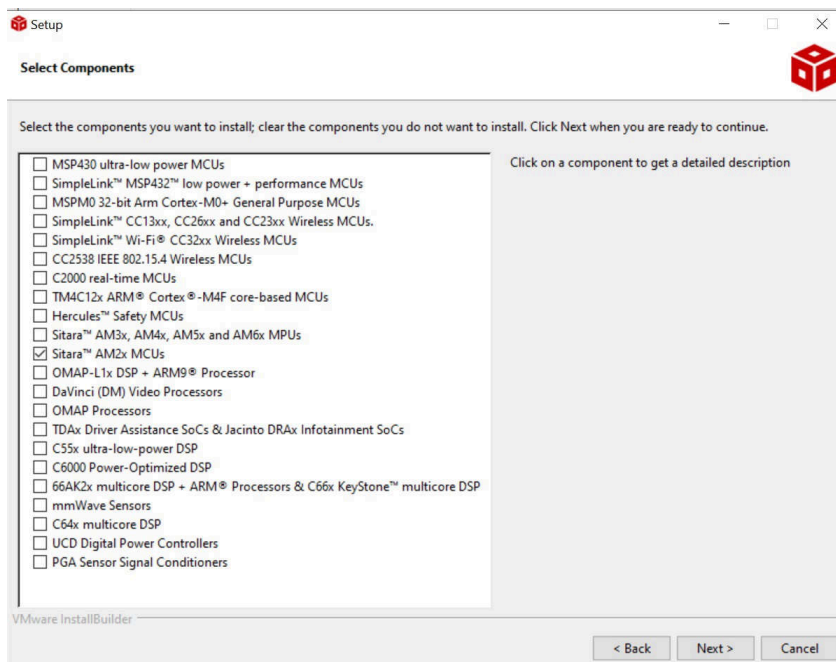 Setup
Select Components
Select the components you want to install; clear the components you do not want to install. Click Next when you are ready to continue.
MSP430 ultra-low power MCUs
SimpleLink™ MSP432™ low power + performance MCUs
MSPM0 32-bit Arm Cortex-M0+ General Purpose MCUs
SimpleLink™ CC13xx, CC26xx and CC23xx Wireless MCUs.
SimpleLink™ Wi-Fi® CC32xx Wireless MCUs
CC2538 IEEE 802.15.4 Wireless MCUs
C2000 real-time MCUs
TM4C12x ARM® Cortex®-M4F core-based MCUs
Hercules™ Safety MCUs
Sitara™ AM3x, AM4x, AM5x and AM6x MPUs
Sitara™ AM2x MCUs
OMAP-L1x DSP + ARM9® Processor
DaVinci (DM) Video Processors
OMAP Processors
TDAx Driver Assistance SoCs & Jacinto DRAx Infotainment SoCs
C55x ultra-low-power DSP
C6000 Power-Optimized DSP
66AK2x multicore DSP + ARM® Processors & C66x KeyStone™ multicore DSP
mmWave Sensors
C64x multicore DSP
UCD Digital Power Controllers
PGA Sensor Signal Conditioners
Click on a component to get a detailed description
VMware InstallBuilder
< Back Next > Cancel